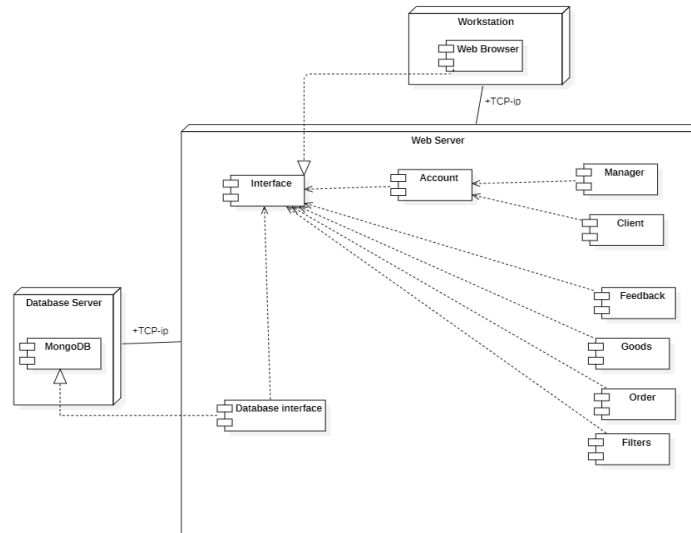 Workstation
Web Browser
+TCP-ip
Web Server
Interface
Account
Manager
Client
Database Server
MongoDB
+TCP-ip
Feedback
Goods
Order
Database interface
Filters